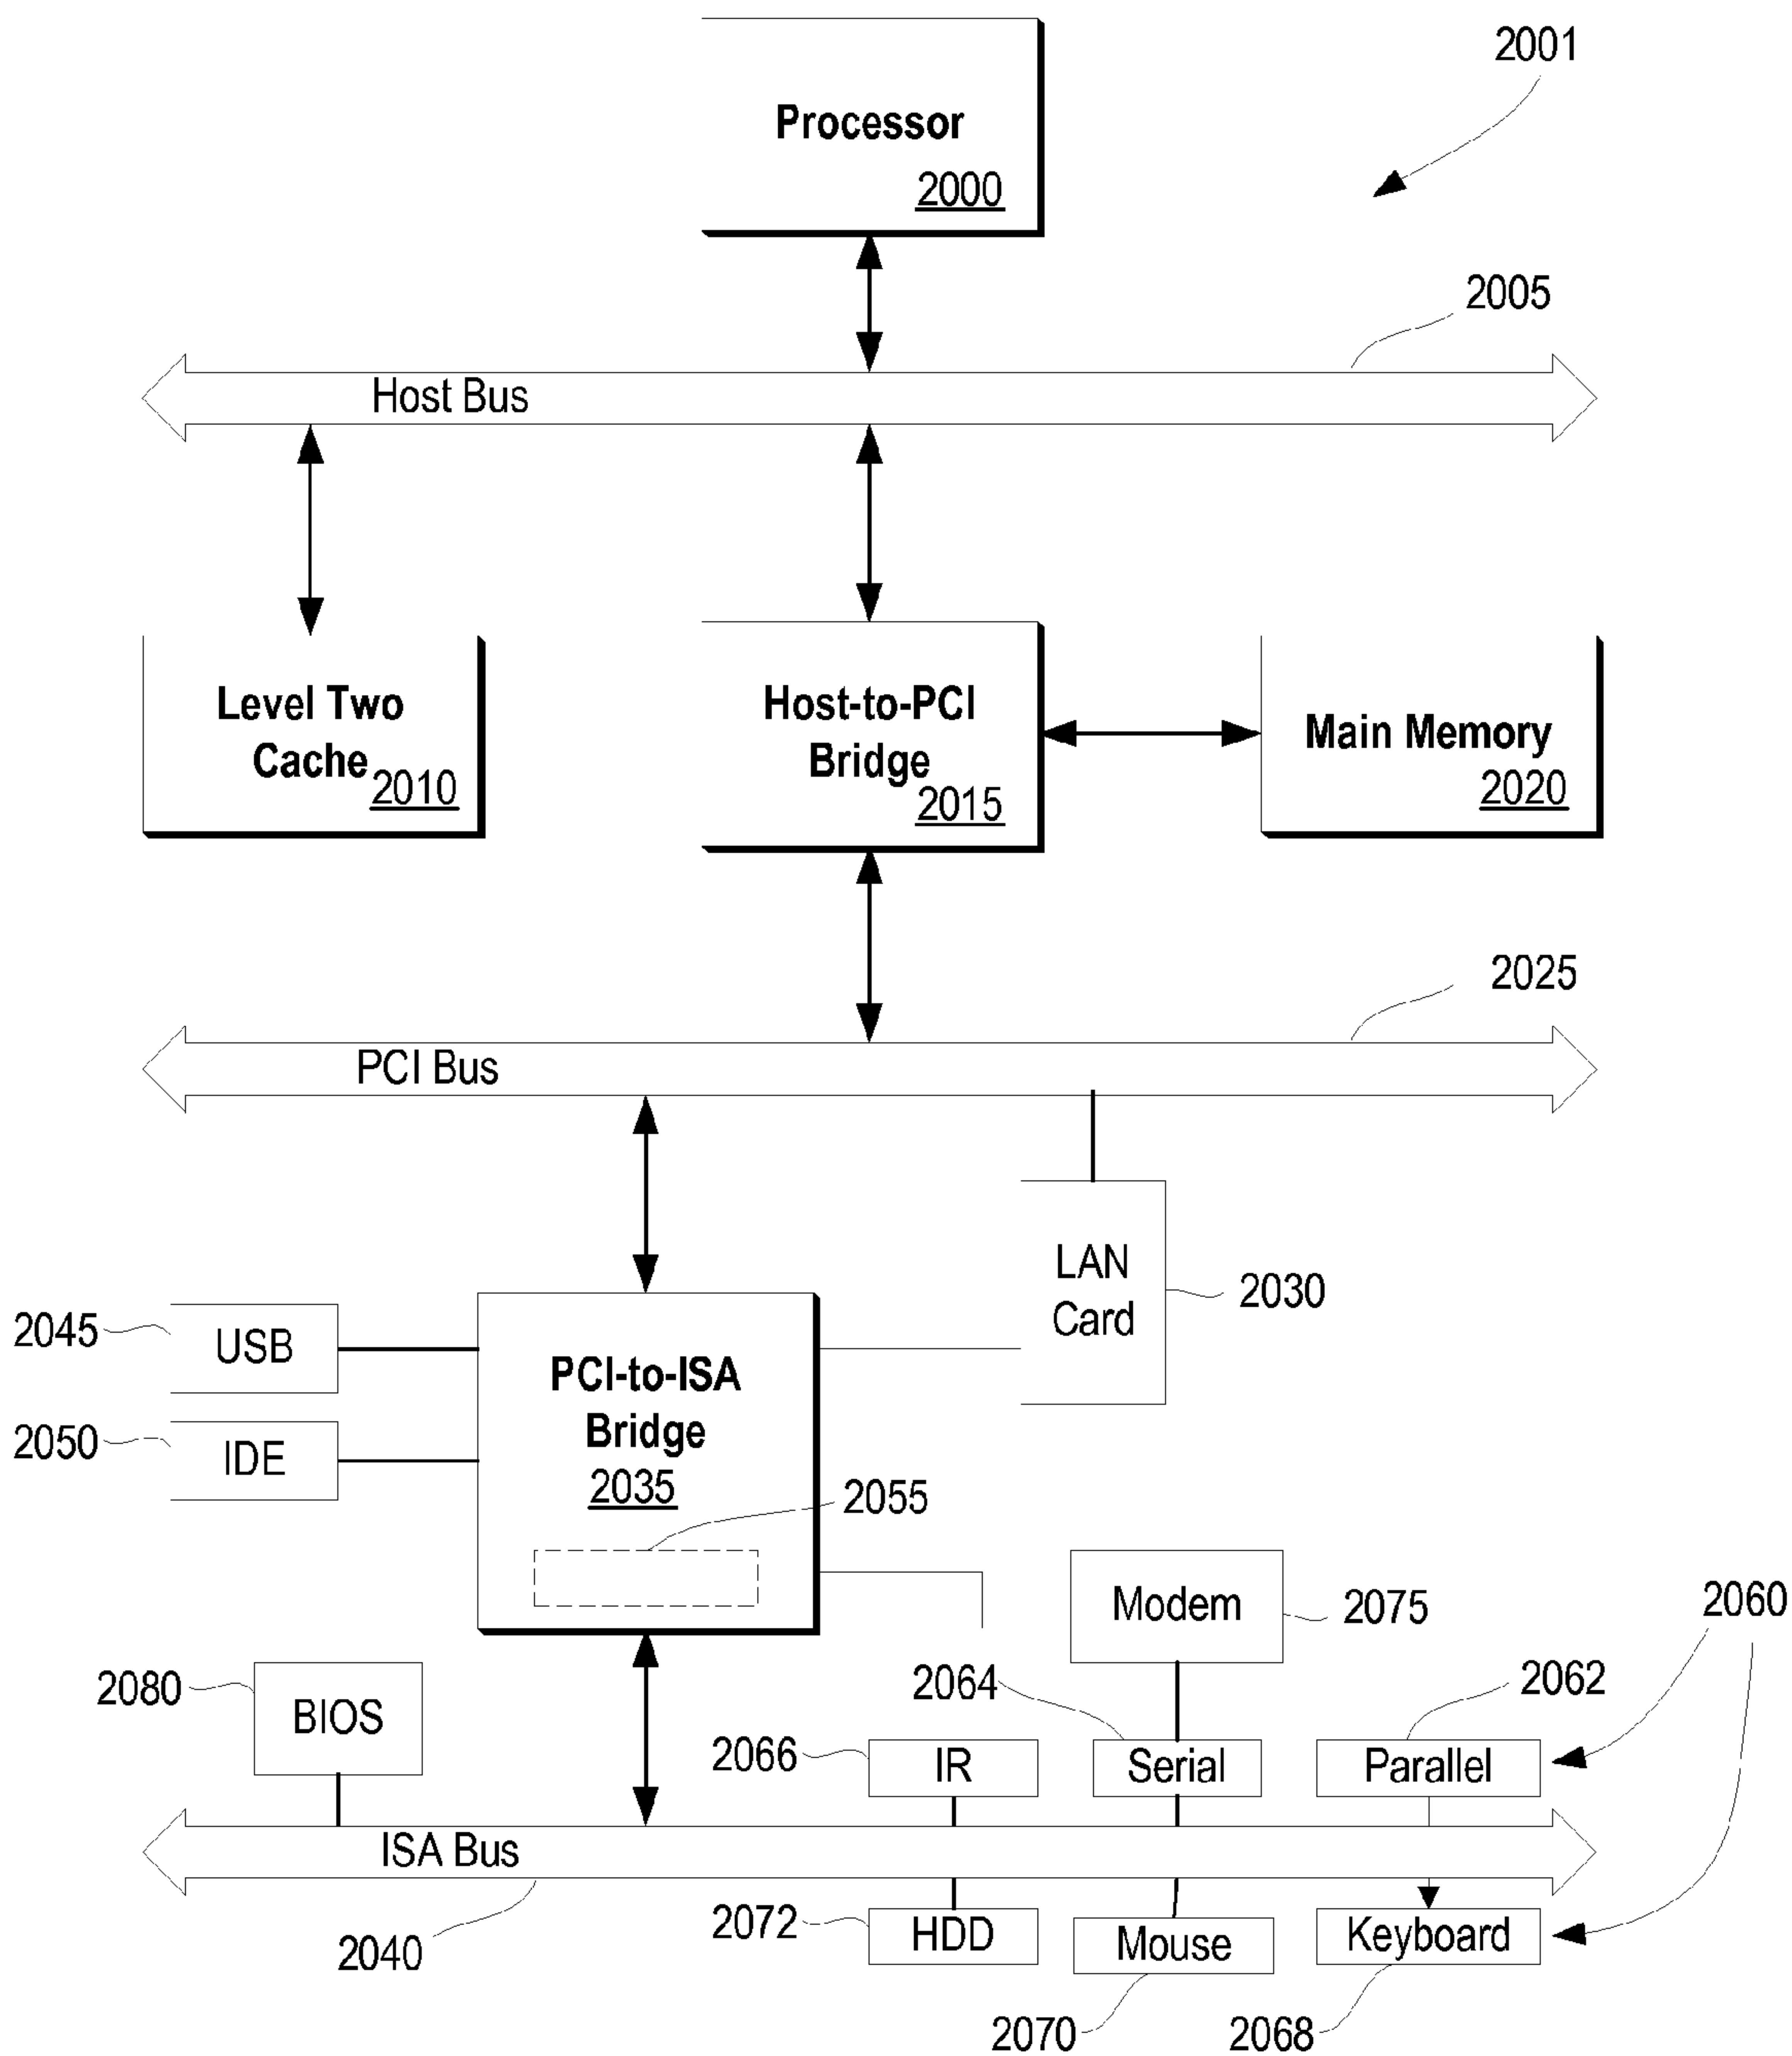 2001
Processor
2000
2005
Host Bus
Level Two
Cache
2010
Host-to-PCI
Bridge
2015
Main Memory
2020
2025
PCI Bus
LAN
Card
2030
2045
USB
PCI-to-ISA
Bridge
2035
2050
IDE
2055
Modem
2075
2060
2080
BIOS
2064
2062
2066
IR
Serial
Parallel
ISA Bus
2040
2072
HDD
Mouse
Keyboard
2070
2068